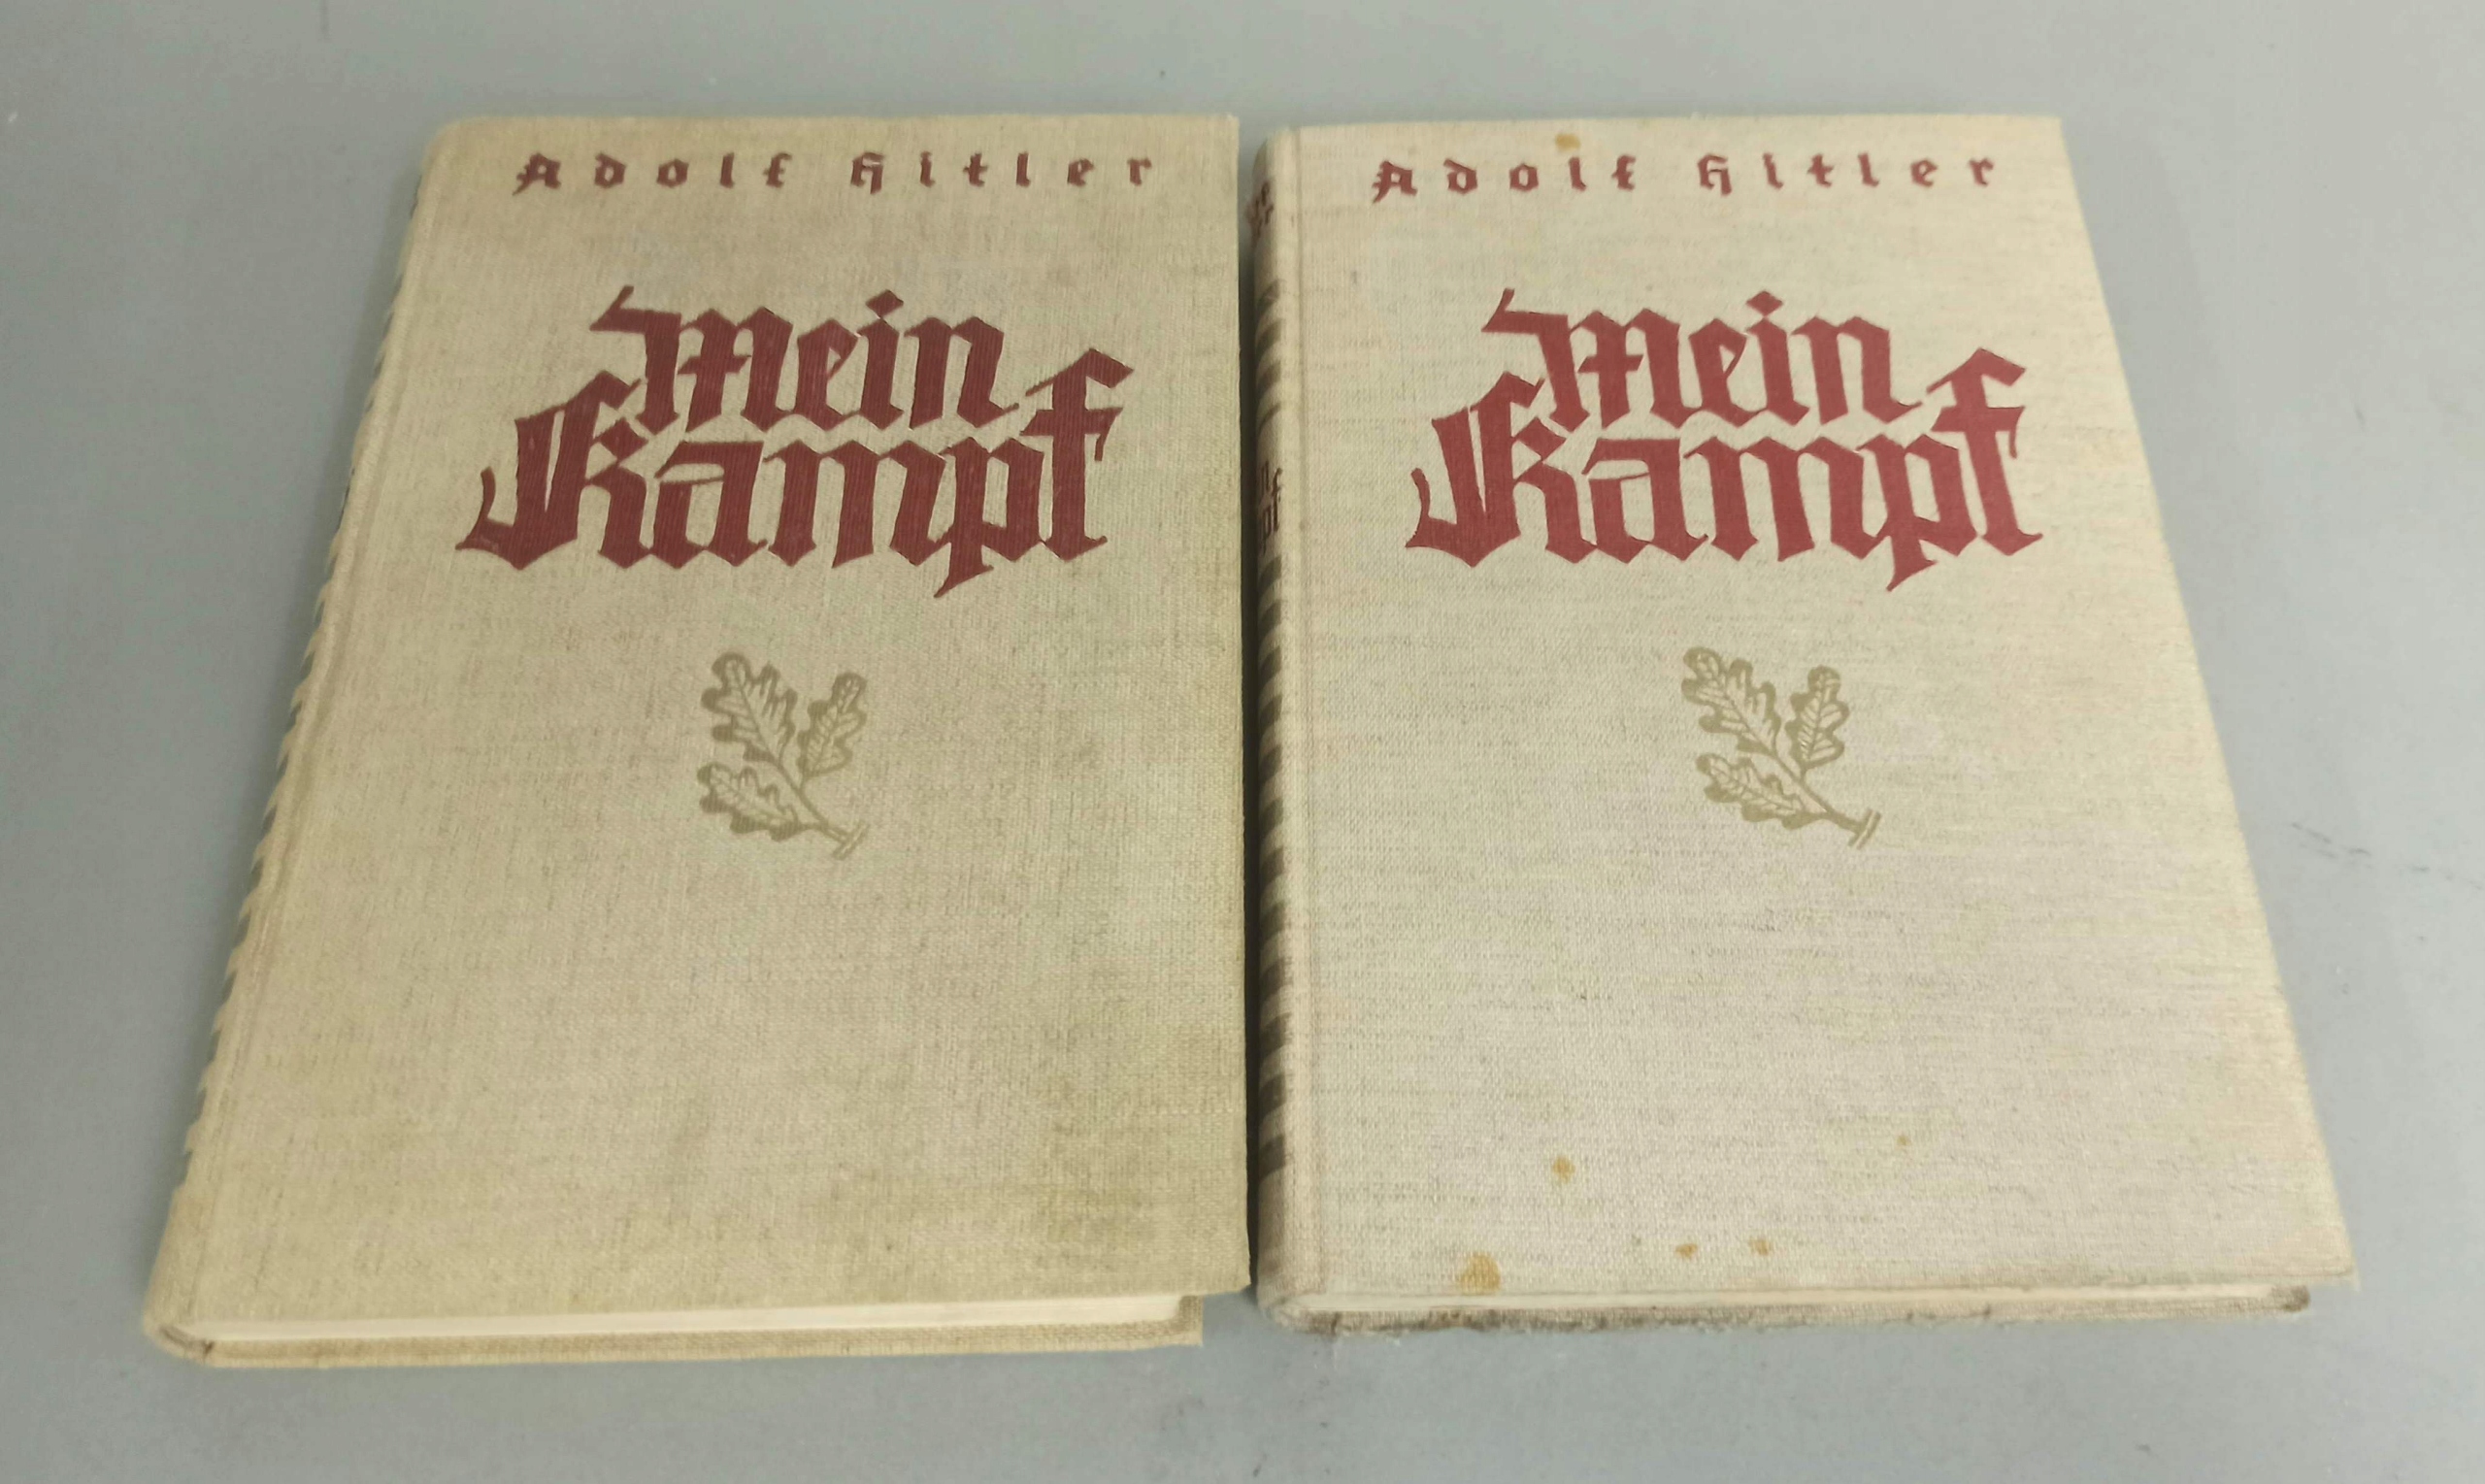 Adolf Hitler
Mein
Kampf
Adolf Hitler
Mein
Kampf